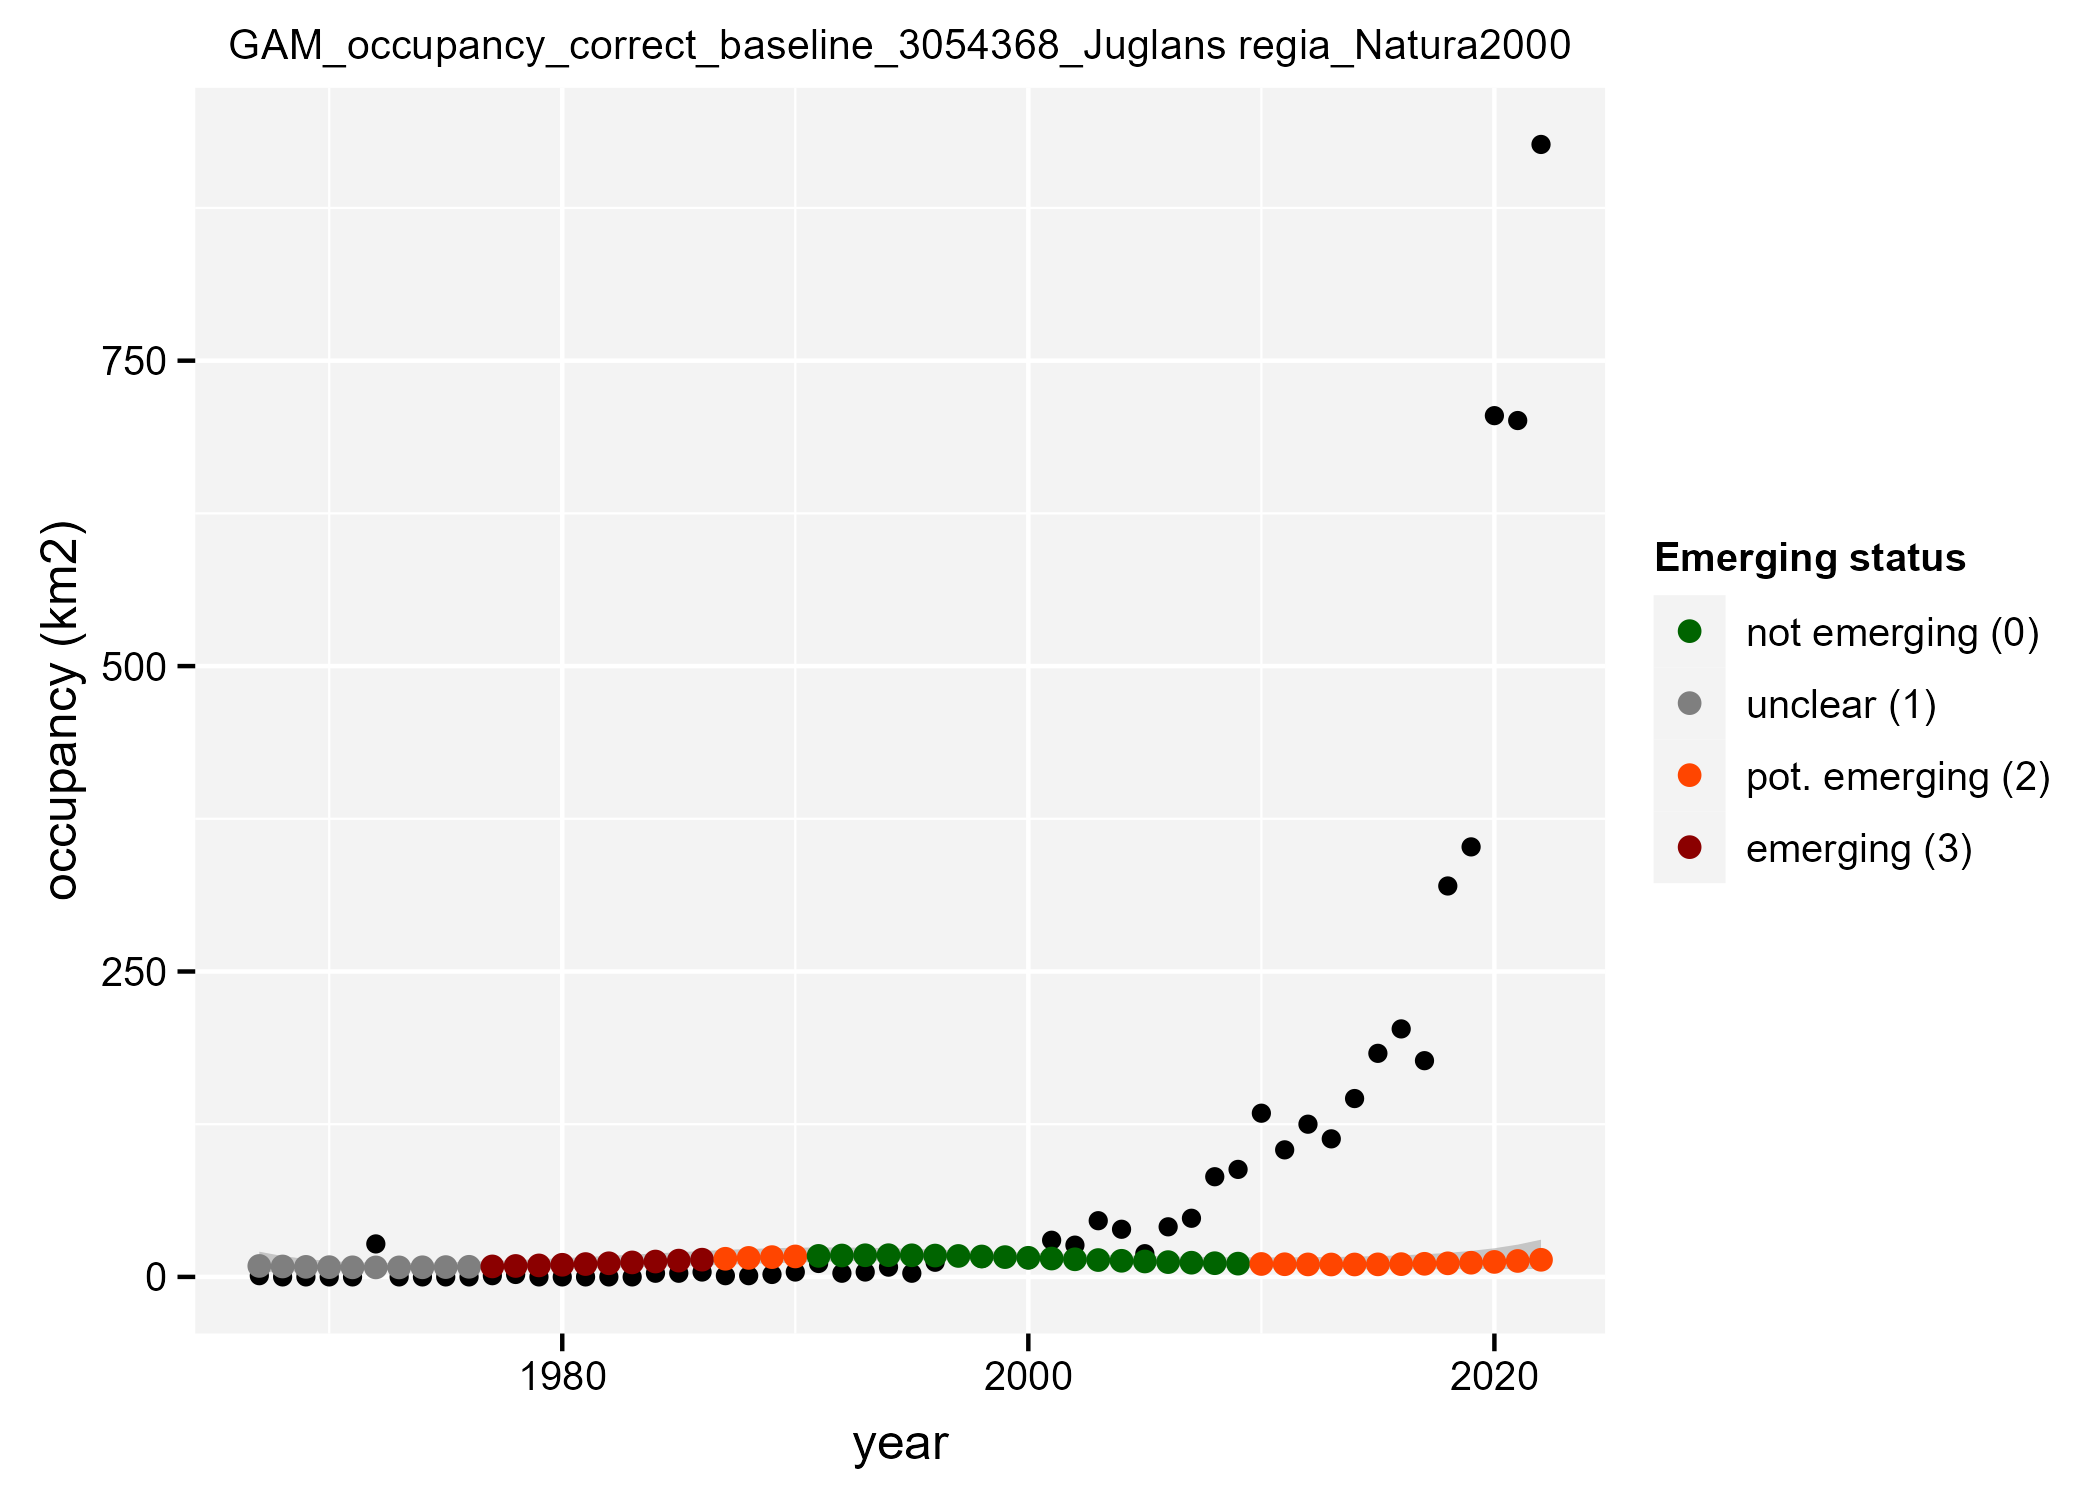 GAM_occupancy_correct_baseline_3054368_Juglans regia_Natura2000
occupancy (km2)
750
500
250
0
1980
2000
2020
year
Emerging status
not emerging (0)
unclear (1)
pot. emerging (2)
emerging (3)